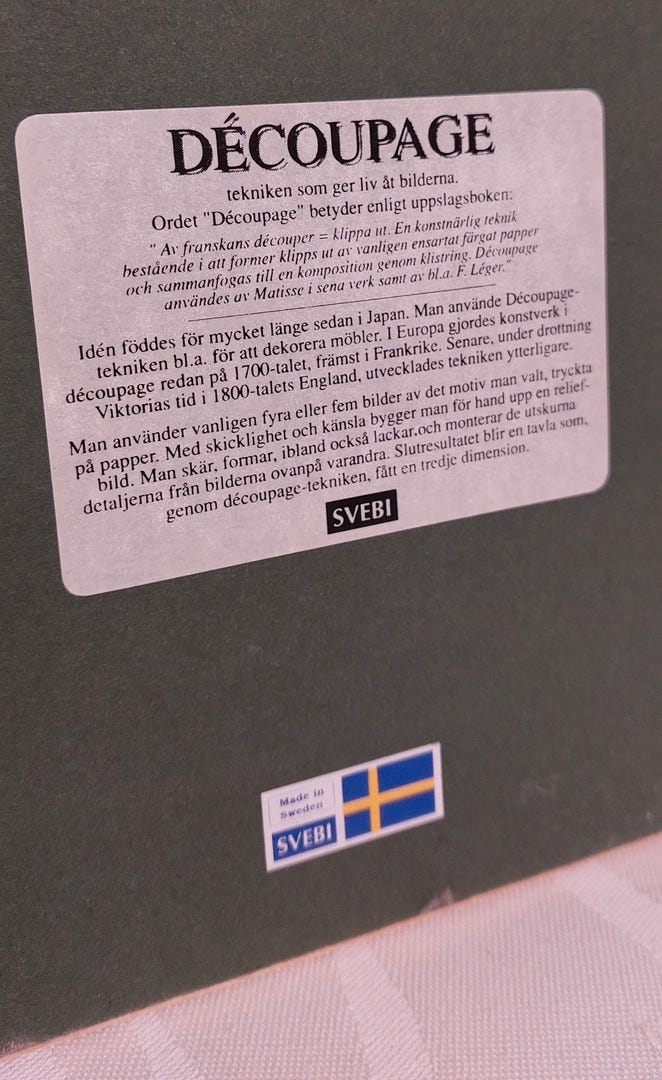 DÉCOUPAGE
tekniken som ger liv åt bilderna.
Ordet "Découpage" betyder enligt uppslagsboken:
" Av franskans découper = klippa ut. En konstnärlig teknik
bestående i att former klipps ut av vanligen ensartat färgat papper
och sammanfogas till en komposition genom klistring. Découpage
användes av Matisse i sena verk samt av bl.a. F. Léger."
Idén föddes för mycket länge sedan i Japan. Man använde Découpage-
tekniken bl.a. för att dekorera möbler. I Europa gjordes konstverk i
découpage redan på 1700-talet, främst i Frankrike. Senare, under drottning
Viktorias tid i 1800-talets England, utvecklades tekniken ytterligare.
Man använder vanligen fyra eller fem bilder av det motiv man valt, tryckta
på papper. Med skicklighet och känsla bygger man för hand upp en relief-
bild. Man skär, formar, ibland också lackar.och monterar de utskurna
detaljerna från bilderna ovanpå varandra. Slutresultatet blir en tavla som,
genom découpage-tekniken, fått en tredje dimension.
SVEBI
Made in
Sweden
SVEBI